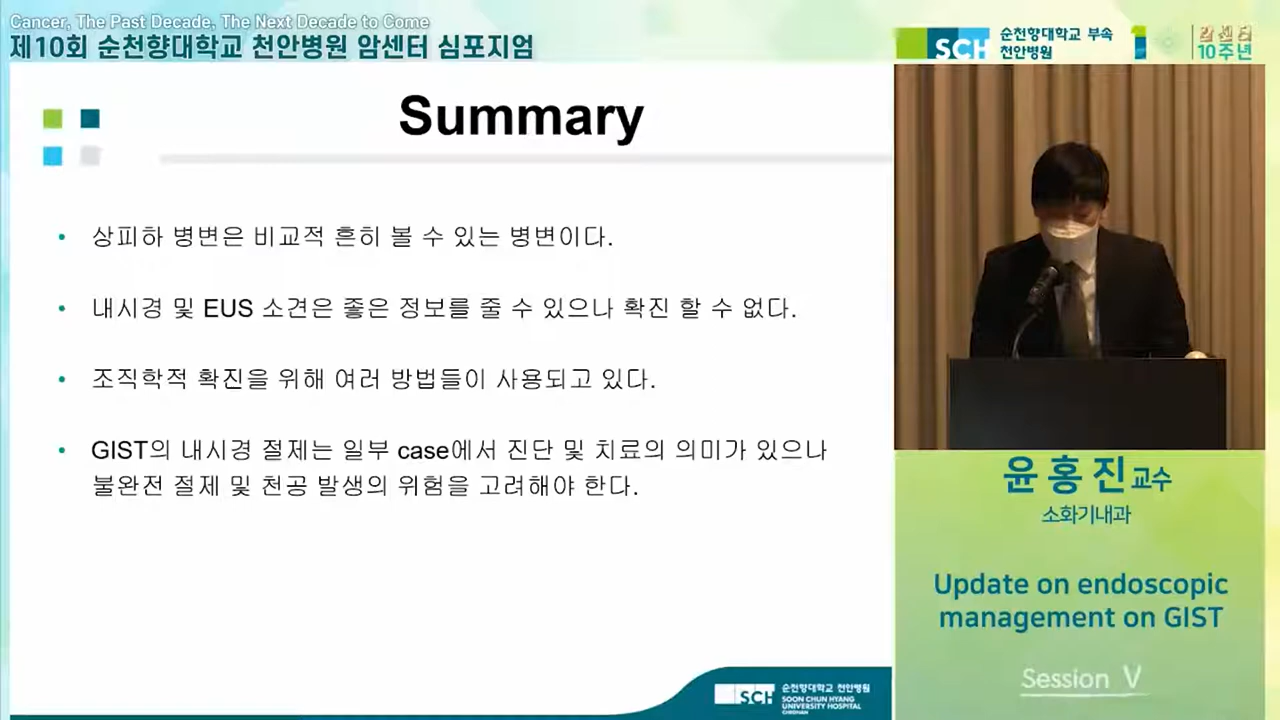 Cancer, The Past Decade, The Next Decade to Come
제10회 순천향대학교 천안병원 암센터 심포지엄
SCH 순천향대학교 부속
천안병원
암센터
10주년
Summary
• 상피하 병변은 비교적 흔히 볼 수 있는 병변이다.
• 내시경 및 EUS 소견은 좋은 정보를 줄 수 있으나 확진 할 수 없다.
• 조직학적 확진을 위해 여러 방법들이 사용되고 있다.
• GIST의 내시경 절제는 일부 case에서 진단 및 치료의 의미가 있으나
불완전 절제 및 천공 발생의 위험을 고려해야 한다.
SCH 순천향대학교 천안병원
SOON CHUN HYANG
UNIVERSITY HOSPITAL
CHEONAN
윤홍진 교수
소화기내과
Update on endoscopic
management on GIST
Session V